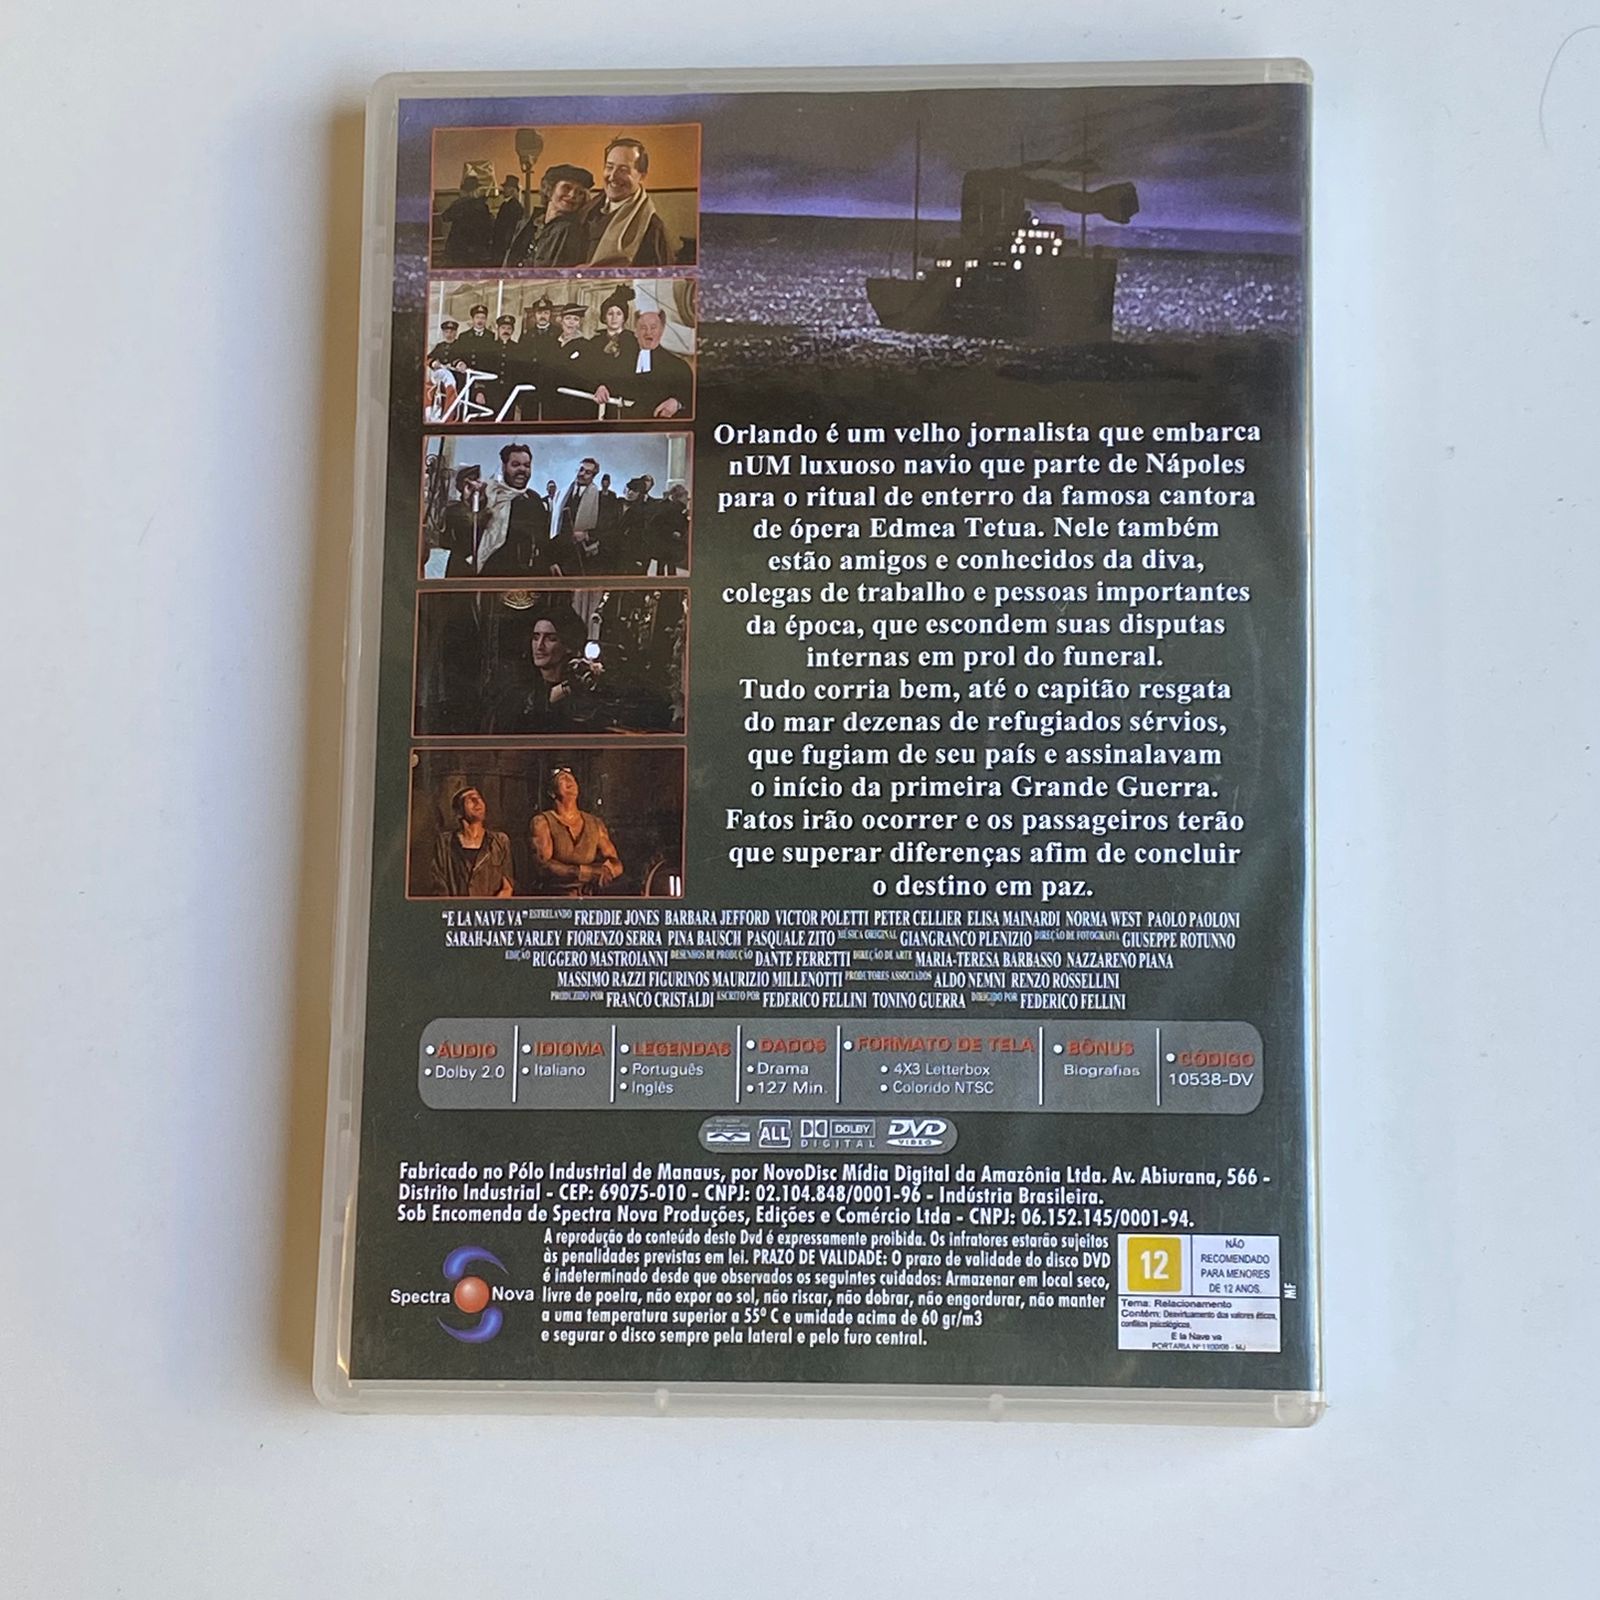 Orlando é um velho jornalista que embarca
nUM luxuoso navio que parte de Nápoles
para o ritual de enterro da famosa cantora
de ópera Edmea Tetua. Nele também
estão amigos e conhecidos da diva,
colegas de trabalho e pessoas importantes
da época, que escondem suas disputas
internas em prol do funeral.
Tudo corria bem, até o capitão resgata
do mar dezenas de refugiados sérvios,
que fugiam de seu país e assinalavam
o início da primeira Grande Guerra.
Fatos irão ocorrer e os passageiros terão
que superar diferenças afim de concluir
o destino em paz.
"E LA NAVE VA" ESTRELANDO FREDDIE JONES BARBARA JEFFORD VICTOR POLETTI PETER CELLIER ELISA MAINARDI NORMA WEST PAOLO PAOLONI
SARAH-JANE VARLEY FIORENZO SERRA PINA BAUSCH PASQUALE ZITO MÚSICA ORIGINAL GIANGRANCO PLENIZIO DIREÇÃO DE FOTOGRAFIA GIUSEPPE ROTUNNO
EDIÇÃO RUGGERO MASTROIANNI DESENHOS DE PRODUÇÃO DANTE FERRETTI DIREÇÃO DE ARTE MARIA-TERESA BARBASSO NAZZARENO PIANA
MASSIMO RAZZI FIGURINOS MAURIZIO MILLENOTTI PRODUTORES ASSOCIADOS ALDO NEMNI RENZO ROSSELLINI
PRODUZIDO POR FRANCO CRISTALDI ESCRITO POR FEDERICO FELLINI TONINO GUERRA DIRIGIDO POR FEDERICO FELLINI
• ÁUDIO • IDIOMA • LEGENDAS • DADOS • FORMATO DE TELA • BÔNUS • CÓDIGO
• Dolby 2.0 • Italiano • Português • Drama • 4X3 Letterbox Biografias 10538-DV
• Inglês • 127 Min. • Colorido NTSC
ALL DOLBY DIGITAL DVD VIDEO
Fabricado no Pólo Industrial de Manaus, por NovoDisc Mídia Digital da Amazônia Ltda. Av. Abiurana, 566 -
Distrito Industrial - CEP: 69075-010 - CNPJ: 02.104.848/0001-96 - Indústria Brasileira.
Sob Encomenda de Spectra Nova Produções, Edições e Comércio Ltda - CNPJ: 06.152.145/0001-94.
A reprodução do conteúdo deste Dvd é expressamente proibida. Os infratores estarão sujeitos
às penalidades previstas em lei. PRAZO DE VALIDADE: O prazo de validade do disco DVD
é indeterminado desde que observados os seguintes cuidados: Armazenar em local seco,
livre de poeira, não expor ao sol, não riscar, não dobrar, não engordurar, não manter
a uma temperatura superior a 55º C e umidade acima de 60 gr/m3
e segurar o disco sempre pela lateral e pelo furo central.
Spectra Nova
12
NÃO
RECOMENDADO
PARA MENORES
DE 12 ANOS.
Tema: Relacionamento
Contém: Desvirtuamento dos valores éticos,
conflitos psicológicos.
E la Nave va
PORTARIA Nº 1100/06 - MJ
MF